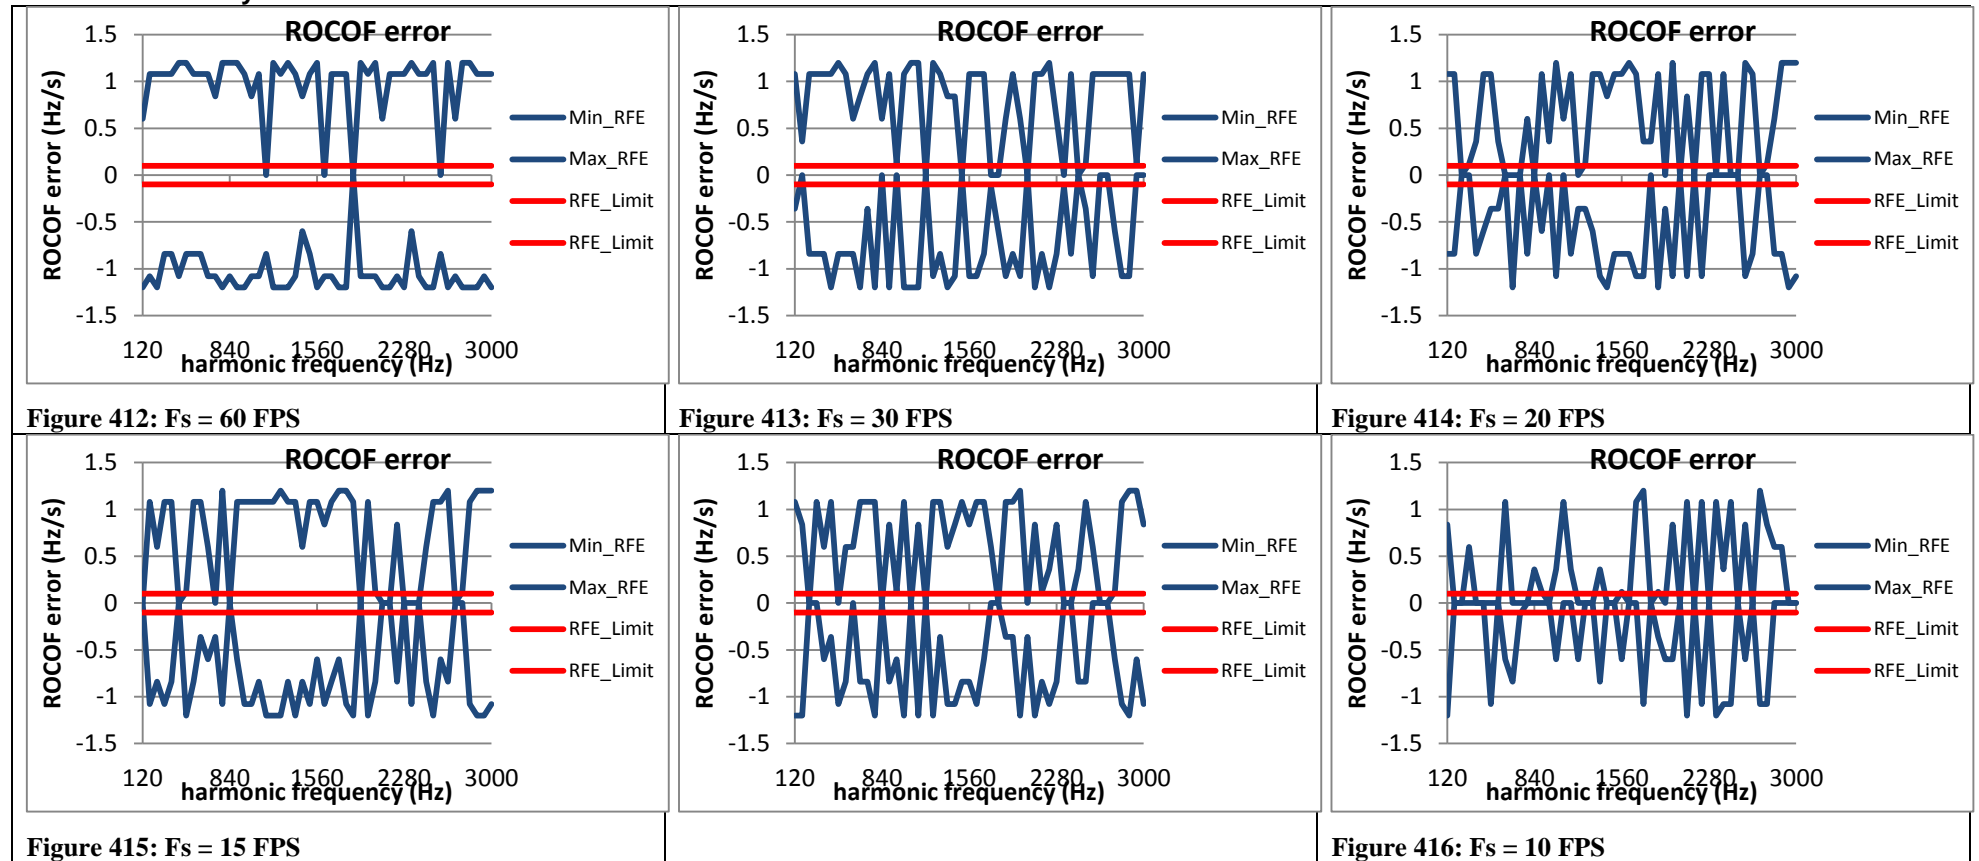 ROCOF error
ROCOF error (Hz/s)
1.5
1
0.5
0
-0.5
-1
-1.5
120 840 1560 2280 3000
harmonic frequency (Hz)
Min_RFE
Max_RFE
RFE_Limit
RFE_Limit
Figure 412: Fs = 60 FPS
ROCOF error
ROCOF error (Hz/s)
1.5
1
0.5
0
-0.5
-1
-1.5
120 840 1560 2280 3000
harmonic frequency (Hz)
Min_RFE
Max_RFE
RFE_Limit
RFE_Limit
Figure 413: Fs = 30 FPS
ROCOF error
ROCOF error (Hz/s)
1.5
1
0.5
0
-0.5
-1
-1.5
120 840 1560 2280 3000
harmonic frequency (Hz)
Min_RFE
Max_RFE
RFE_Limit
RFE_Limit
Figure 414: Fs = 20 FPS
ROCOF error
ROCOF error (Hz/s)
1.5
1
0.5
0
-0.5
-1
-1.5
120 840 1560 2280 3000
harmonic frequency (Hz)
Min_RFE
Max_RFE
RFE_Limit
RFE_Limit
Figure 415: Fs = 15 FPS
ROCOF error
ROCOF error (Hz/s)
1.5
1
0.5
0
-0.5
-1
-1.5
120 840 1560 2280 3000
harmonic frequency (Hz)
Min_RFE
Max_RFE
RFE_Limit
RFE_Limit
ROCOF error
ROCOF error (Hz/s)
1.5
1
0.5
0
-0.5
-1
-1.5
120 840 1560 2280 3000
harmonic frequency (Hz)
Min_RFE
Max_RFE
RFE_Limit
RFE_Limit
Figure 416: Fs = 10 FPS